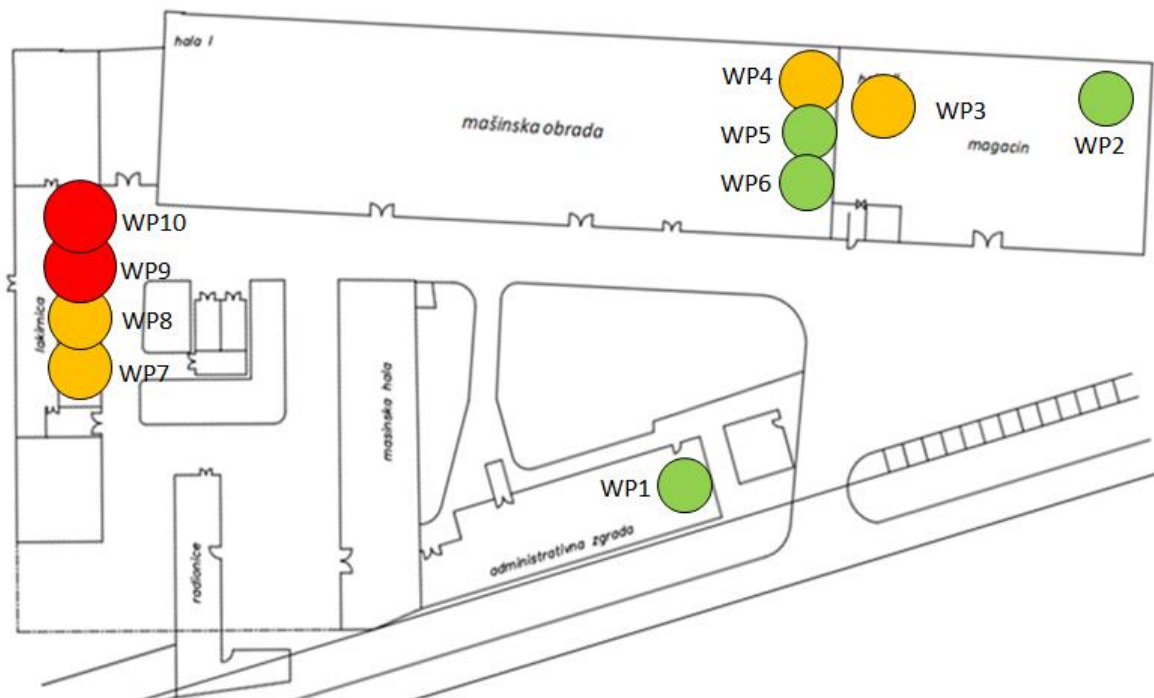 hala I
WP4
WP3
mašinska obrada
WP5
magacin
WP2
WP6
WP10
WP9
lakirnica
WP8
WP7
masinska hala
WP1
administrativna zgrada
radionice